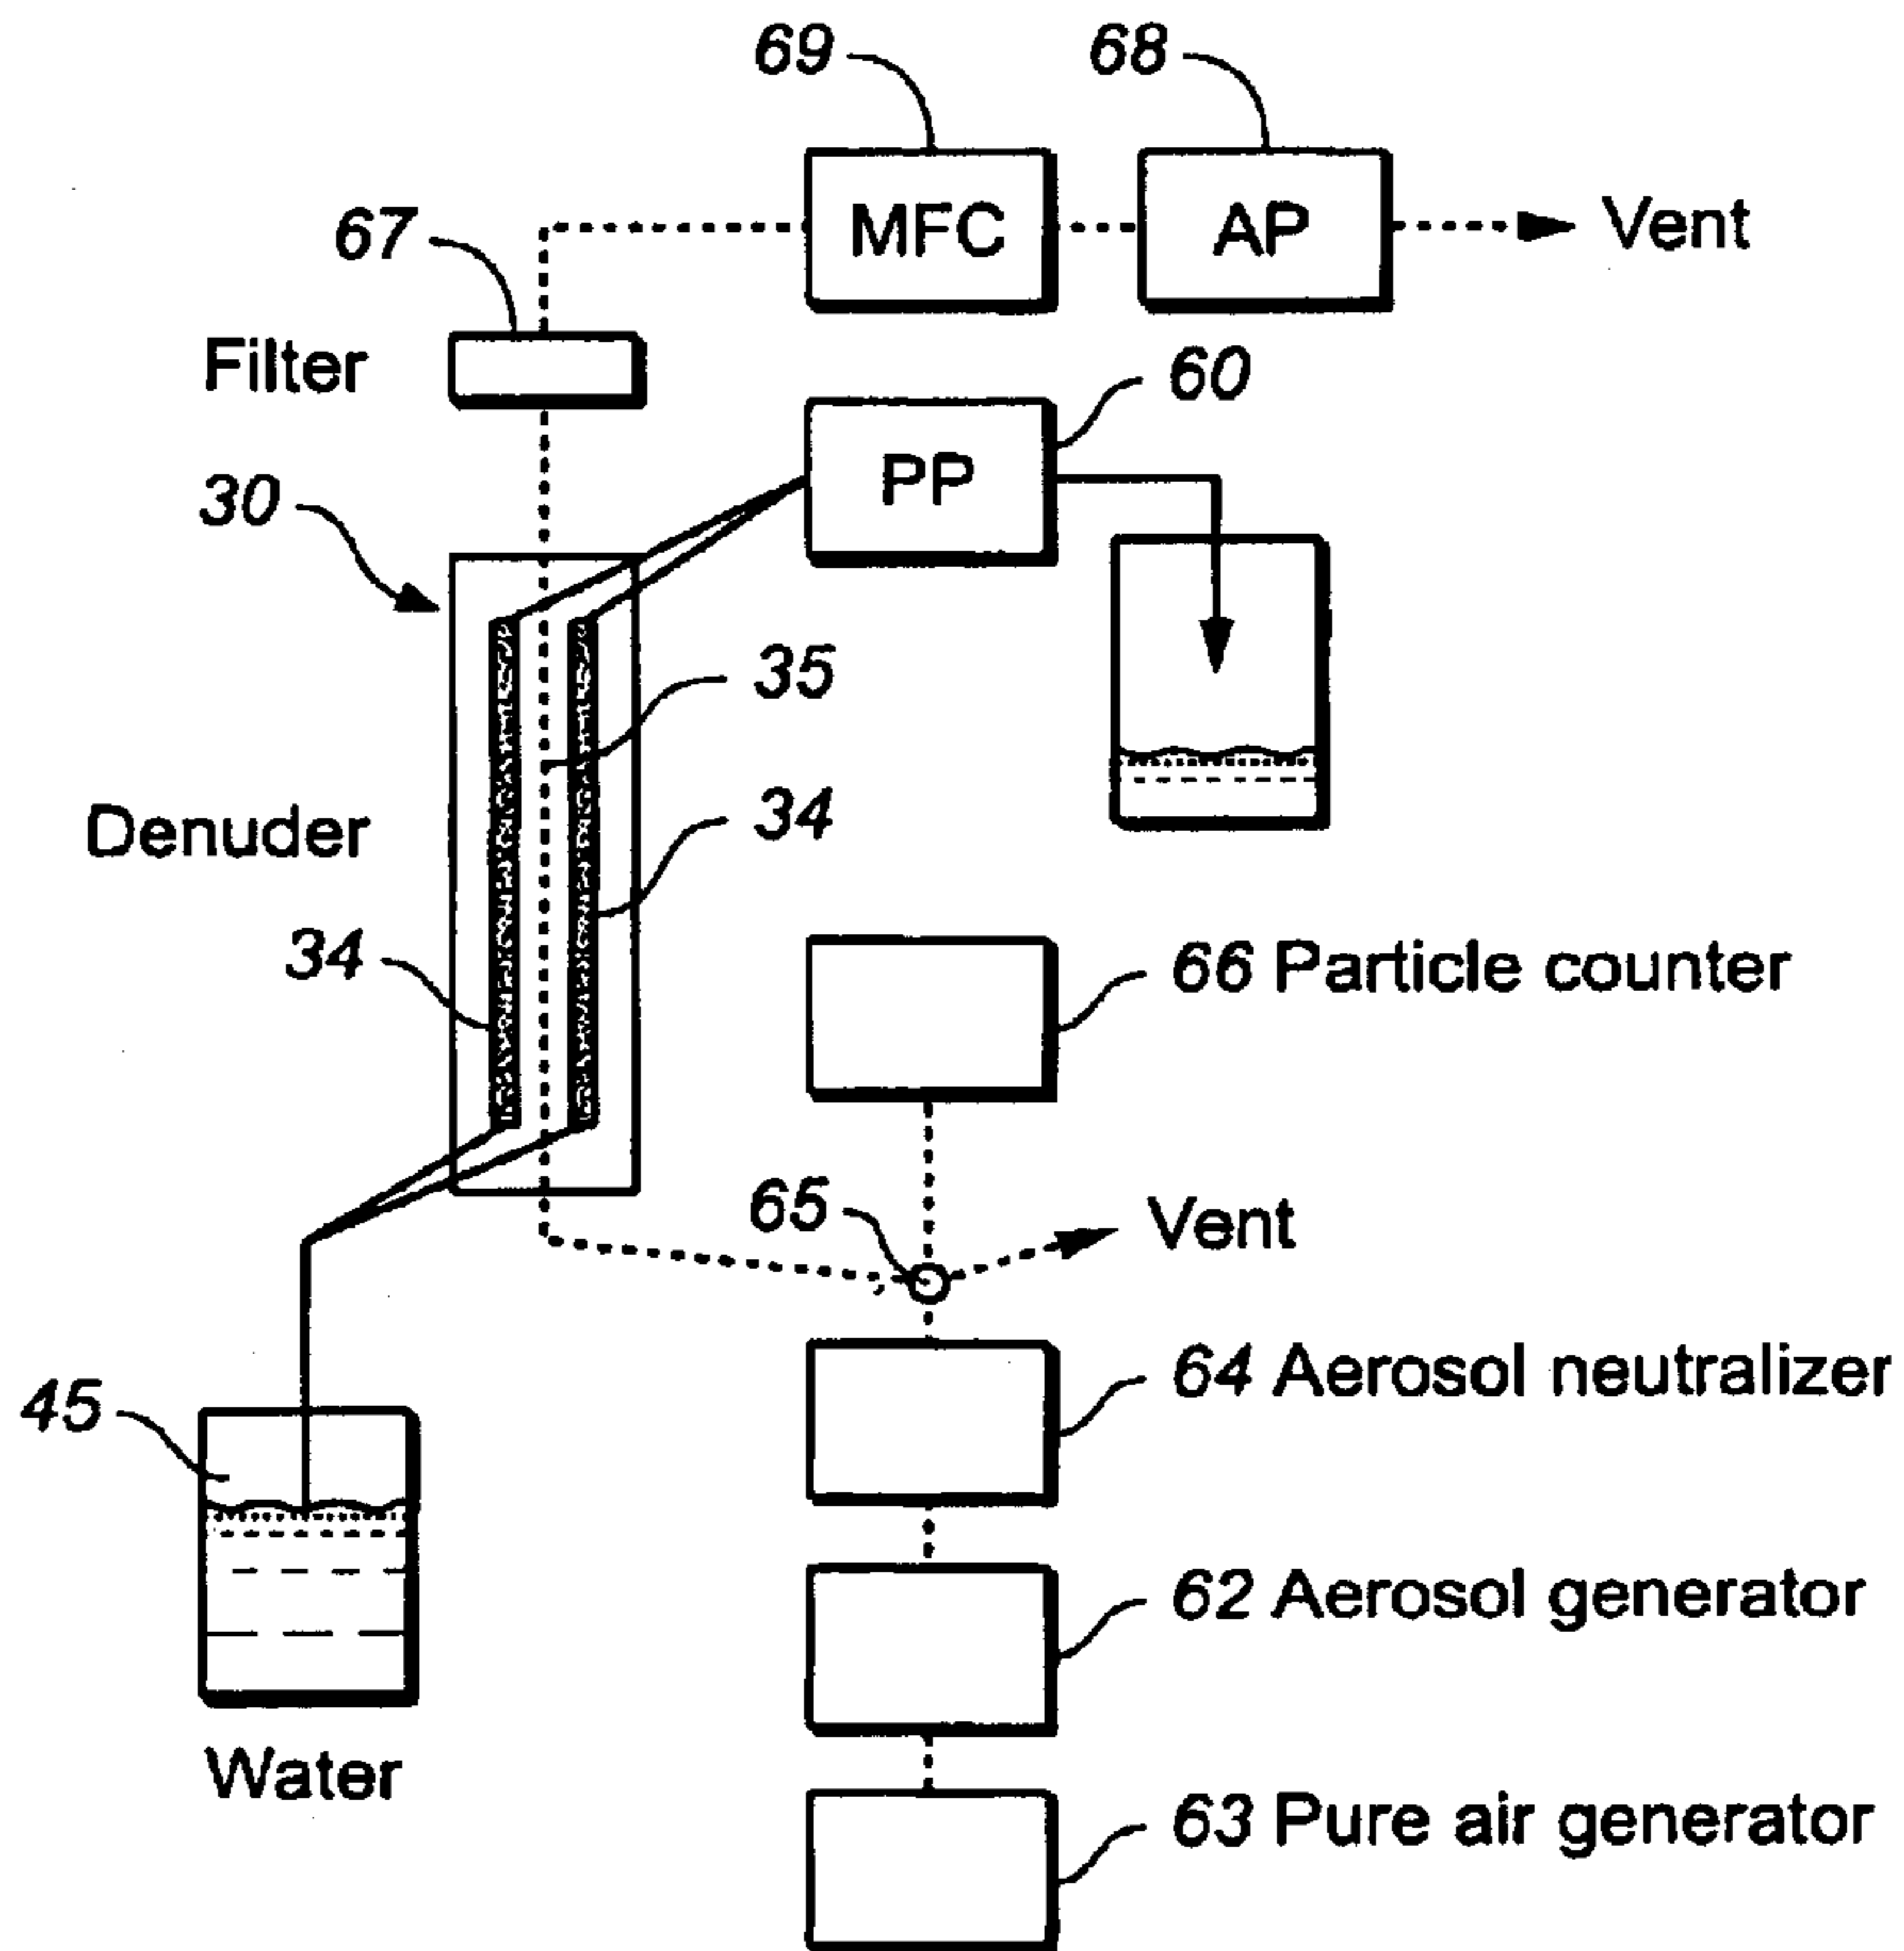 69 68
MFC AP Vent
67
Filter
60
PP
30
35
34
Denuder
34
66 Particle counter
65 Vent
64 Aerosol neutralizer
45
62 Aerosol generator
Water
63 Pure air generator